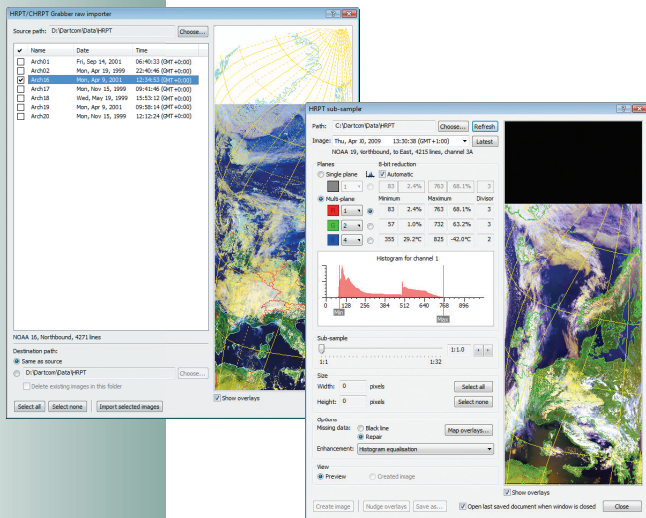 HRPT/CHRPT Grabber raw importer
Source path: D:\Dartcom\Data\HRPT Choose...
✔ Name Date Time
Arch01 Fri, Sep 14, 2001 06:40:33 (GMT+0:00)
Arch02 Mon, Apr 19, 1999 22:40:46 (GMT+0:00)
Arch16 Mon, Apr 9, 2001 12:34:53 (GMT+0:00)
Arch17 Mon, Nov 15, 1999 09:41:46 (GMT+0:00)
Arch18 Wed, May 19, 1999 15:53:12 (GMT+0:00)
Arch19 Mon, Apr 9, 2001 09:58:14 (GMT+0:00)
Arch20 Mon, Nov 15, 1999 12:12:24 (GMT+0:00)
NOAA 16, Northbound, 4271 lines
Destination path:
Same as source
D:\Dartcom\Data\HRPT Choose...
Delete existing images in this folder
Select all Select none Import selected images
Show overlays
HRPT sub-sample
Path: C:\Dartcom\Data\HRPT Choose... Refresh
Image: Thu, Apr 30, 2009 13:30:38 (GMT+1:00) Latest
NOAA 19, Northbound, to East, 4215 lines, channel 3A
Planes 8-bit reduction
Single plane Automatic
1 83 2.4% 763 68.1% 3
Multi-plane Minimum Maximum Divisor
1 83 2.4% 763 68.1% 3
2 57 1.0% 732 63.2% 3
4 355 29.2°C 825 -42.0°C 2
Histogram for channel 1
0 128 256 384 512 640 768 896
Min Max
Sub-sample
1:1.0
1:1 1:32
Size
Width: 0 pixels Select all
Height: 0 pixels Select none
Options
Missing data: Black line
Repair
Map overlays...
Enhancement: Histogram equalisation
View
Preview Created image
Show overlays
Create image Nudge overlays Save as... Open last saved document when window is closed Close